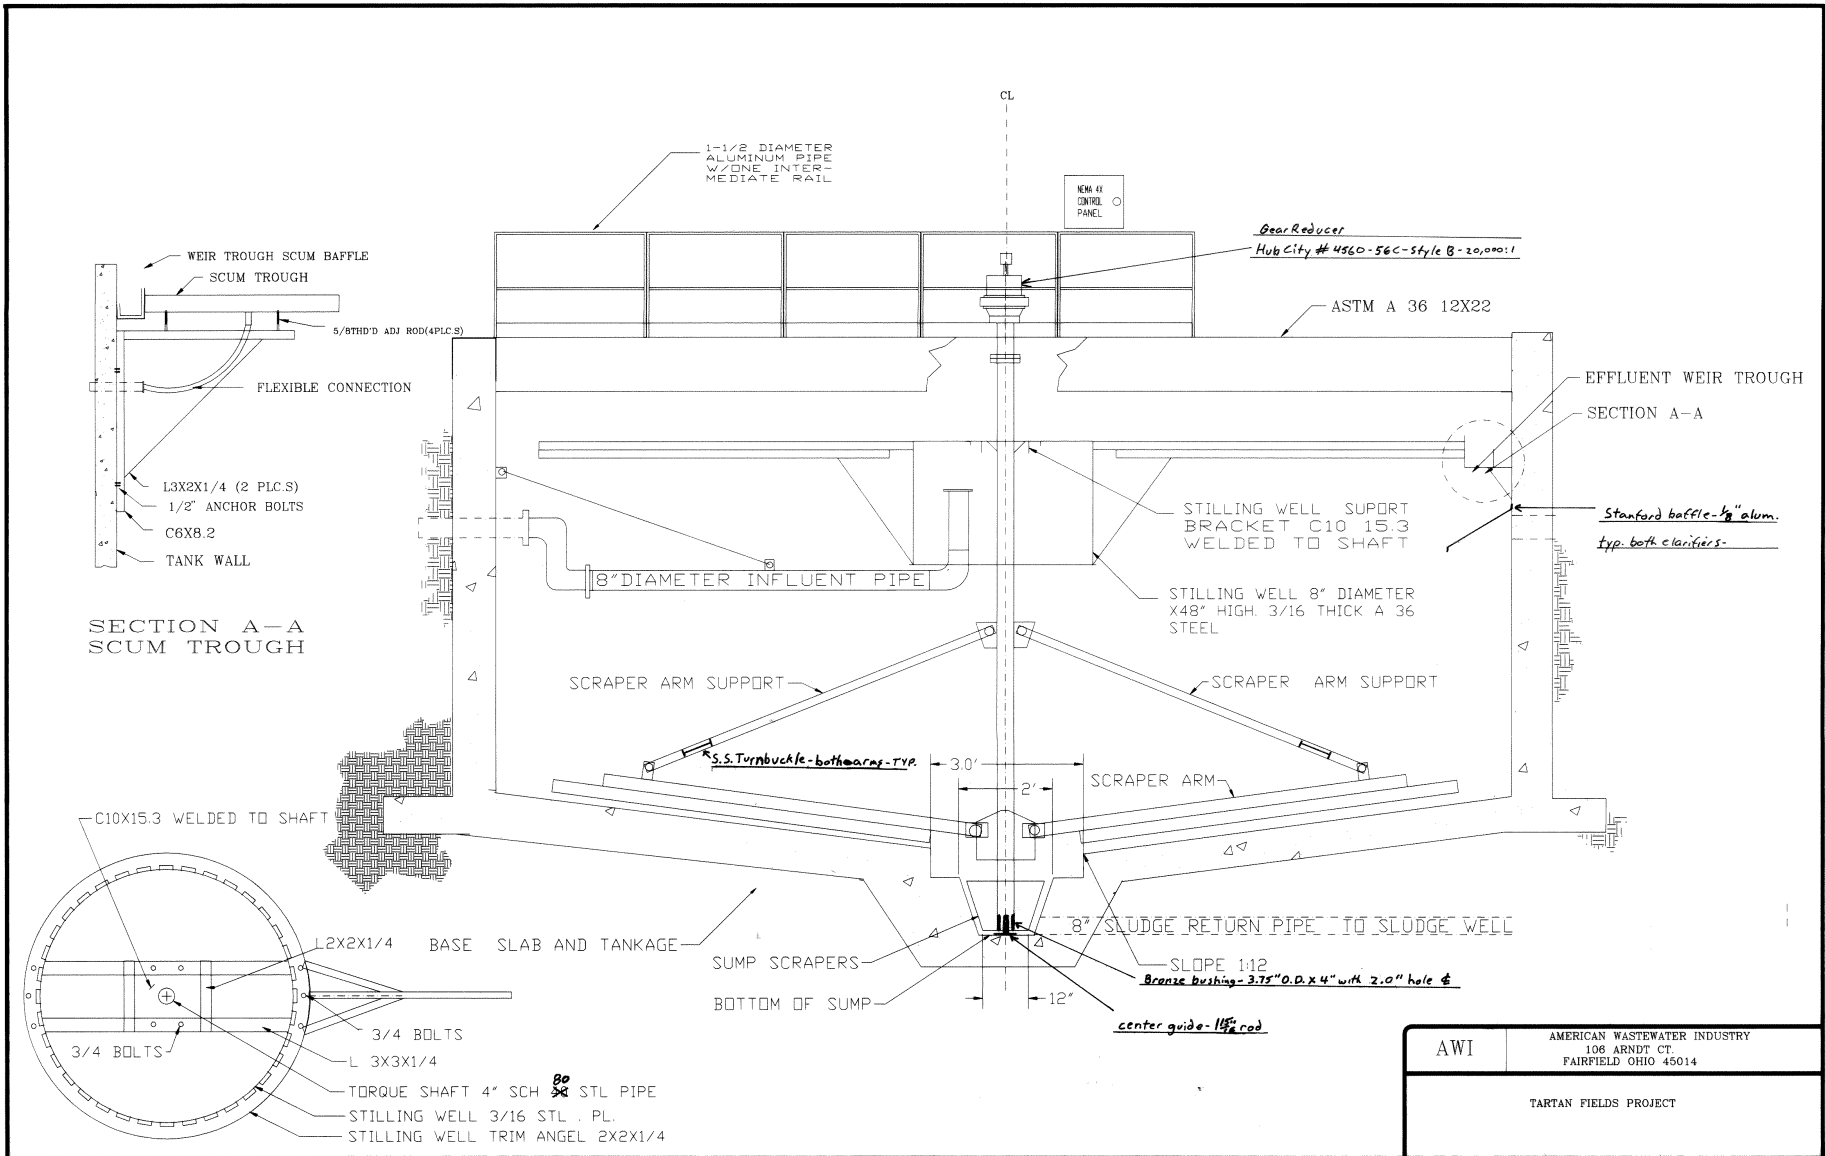 CL
1-1/2 DIAMETER
ALUMINUM PIPE
W/ONE INTER-
MEDIATE RAIL
NEMA 4X
CONTROL
PANEL
Gear Reducer
Hub City # 4560-56C-Style B-20,000:1
ASTM A 36 12X22
WEIR TROUGH SCUM BAFFLE
SCUM TROUGH
5/8THD'D ADJ ROD(4PLC.S)
FLEXIBLE CONNECTION
L3X2X1/4 (2 PLC.S)
1/2" ANCHOR BOLTS
C6X8.2
TANK WALL
SECTION A-A
SCUM TROUGH
EFFLUENT WEIR TROUGH
SECTION A-A
STILLING WELL SUPORT
BRACKET C10 15.3
WELDED TO SHAFT
Stanford baffle-1/8" alum.
typ. both clarifiers-
8"DIAMETER INFLUENT PIPE
STILLING WELL 8" DIAMETER
X48" HIGH. 3/16 THICK A 36
STEEL
SCRAPER ARM SUPPORT
SCRAPER ARM SUPPORT
S.S. Turnbuckle-both arms-TYP.
3.0'
2'
SCRAPER ARM
C10X15.3 WELDED TO SHAFT
L2X2X1/4
BASE SLAB AND TANKAGE
8" SLUDGE RETURN PIPE TO SLUDGE WELL
SUMP SCRAPERS
SLOPE 1:12
Bronze bushing-3.75" O.D. x 4" with 2.0" hole ¢
BOTTOM OF SUMP
12"
center guide-1 15/16" rod
3/4 BOLTS
3/4 BOLTS
L 3X3X1/4
TORQUE SHAFT 4" SCH 80 STL PIPE
STILLING WELL 3/16 STL . PL.
STILLING WELL TRIM ANGEL 2X2X1/4
AWI
AMERICAN WASTEWATER INDUSTRY
106 ARNDT CT.
FAIRFIELD OHIO 45014
TARTAN FIELDS PROJECT